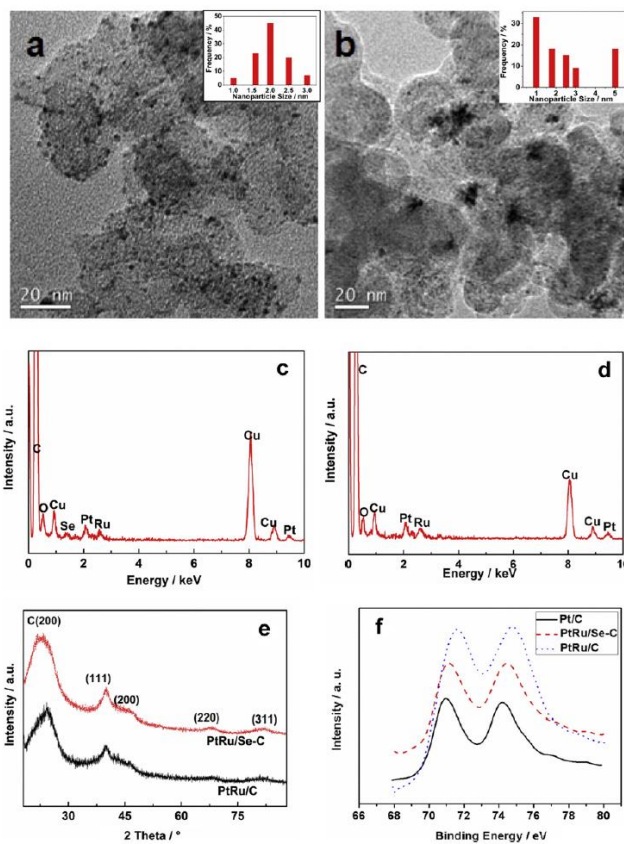 a
50
40
30
20
10
0
Frequency / %
1.0 1.5 2.0 2.5 3.0
Nanoparticle Size / nm
20 nm
b
30
20
10
0
Frequency / %
1 2 3 4 5
Nanoparticle Size / nm
20 nm
c
Intensity / a.u.
C
O
Cu
Se
Pt
Ru
Cu
Cu
Pt
0 2 4 6 8 10
Energy / keV
d
Intensity / a.u.
C
O
Cu
Pt
Ru
Cu
Cu
Pt
0 2 4 6 8 10
Energy / keV
e
Intensity / a.u.
C(200)
(111)
(200)
(220)
(311)
PtRu/Se-C
PtRu/C
30 45 60 75
2 Theta / °
f
Intensity / a. u.
Pt/C
PtRu/Se-C
PtRu/C
66 68 70 72 74 76 78 80
Binding Energy / eV